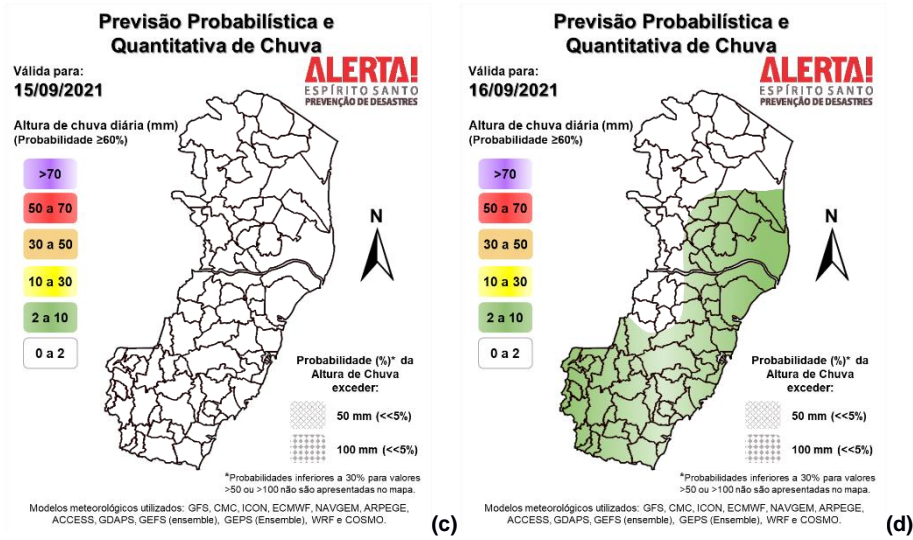 Previsão Probabilística e
Quantitativa de Chuva
Válida para:
15/09/2021
ALERTA!
ESPÍRITO SANTO
PREVENÇÃO DE DESASTRES
Altura de chuva diária (mm)
(Probabilidade ≥60%)
>70
50 a 70
30 a 50
10 a 30
2 a 10
0 a 2
N
Probabilidade (%)* da
Altura de Chuva
exceder:
50 mm (<<5%)
100 mm (<<5%)
*Probabilidades inferiores a 30% para valores
>50 ou >100 não são apresentadas no mapa.
Modelos meteorológicos utilizados: GFS, CMC, ICON, ECMWF, NAVGEM, ARPEGE,
ACCESS, GDAPS, GEFS (ensemble), GEPS (Ensemble), WRF e COSMO.
(c)
Previsão Probabilística e
Quantitativa de Chuva
Válida para:
16/09/2021
ALERTA!
ESPÍRITO SANTO
PREVENÇÃO DE DESASTRES
Altura de chuva diária (mm)
(Probabilidade ≥60%)
>70
50 a 70
30 a 50
10 a 30
2 a 10
0 a 2
N
Probabilidade (%)* da
Altura de Chuva
exceder:
50 mm (<<5%)
100 mm (<<5%)
*Probabilidades inferiores a 30% para valores
>50 ou >100 não são apresentadas no mapa.
Modelos meteorológicos utilizados: GFS, CMC, ICON, ECMWF, NAVGEM, ARPEGE,
ACCESS, GDAPS, GEFS (ensemble), GEPS (Ensemble), WRF e COSMO.
(d)